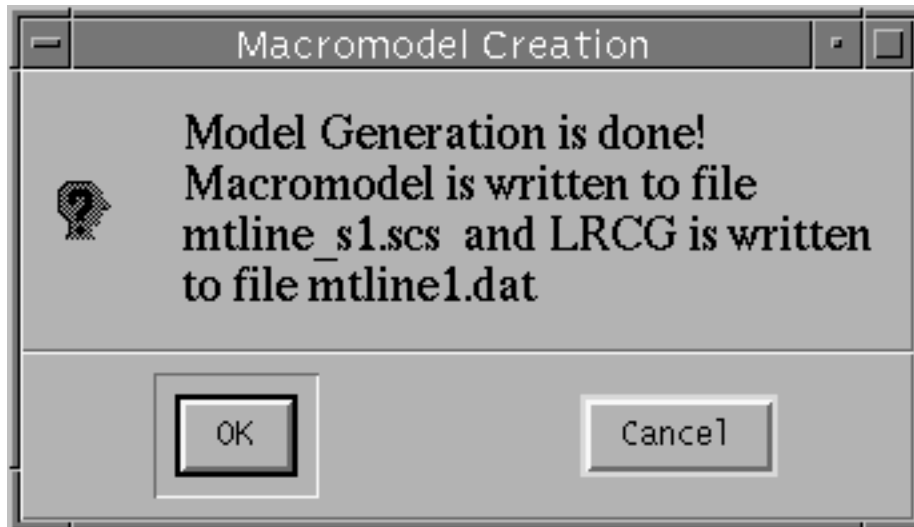 Macromodel Creation
Model Generation is done!
Macromodel is written to file
mtline_s1.scs and LRCG is written
to file mtline1.dat
OK
Cancel